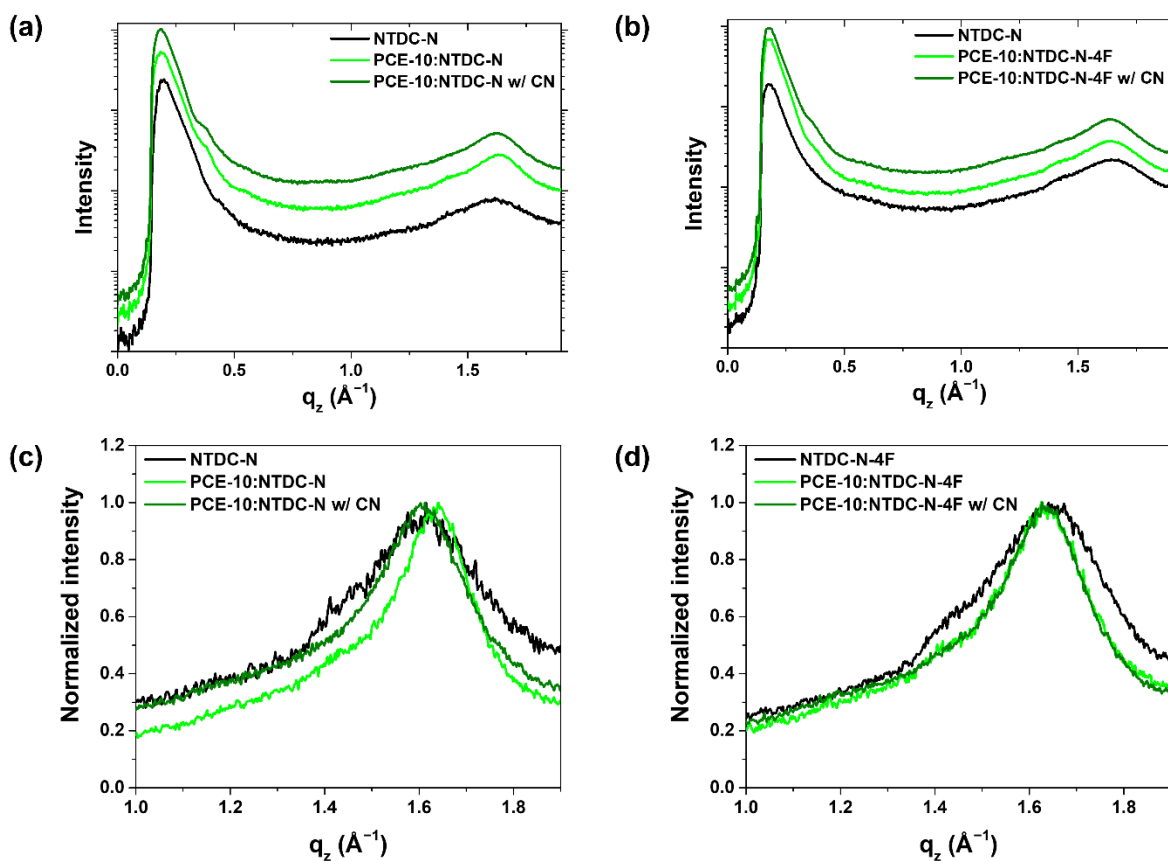 (a)
NTDC-N
PCE-10:NTDC-N
PCE-10:NTDC-N w/ CN
Intensity
0.0 0.5 1.0 1.5
q_z (Å⁻¹)
(b)
NTDC-N
PCE-10:NTDC-N-4F
PCE-10:NTDC-N-4F w/ CN
Intensity
0.0 0.5 1.0 1.5
q_z (Å⁻¹)
(c)
NTDC-N
PCE-10:NTDC-N
PCE-10:NTDC-N w/ CN
Normalized intensity
1.2
1.0
0.8
0.6
0.4
0.2
0.0
1.0 1.2 1.4 1.6 1.8
q_z (Å⁻¹)
(d)
NTDC-N-4F
PCE-10:NTDC-N-4F
PCE-10:NTDC-N-4F w/ CN
Normalized intensity
1.2
1.0
0.8
0.6
0.4
0.2
0.0
1.0 1.2 1.4 1.6 1.8
q_z (Å⁻¹)